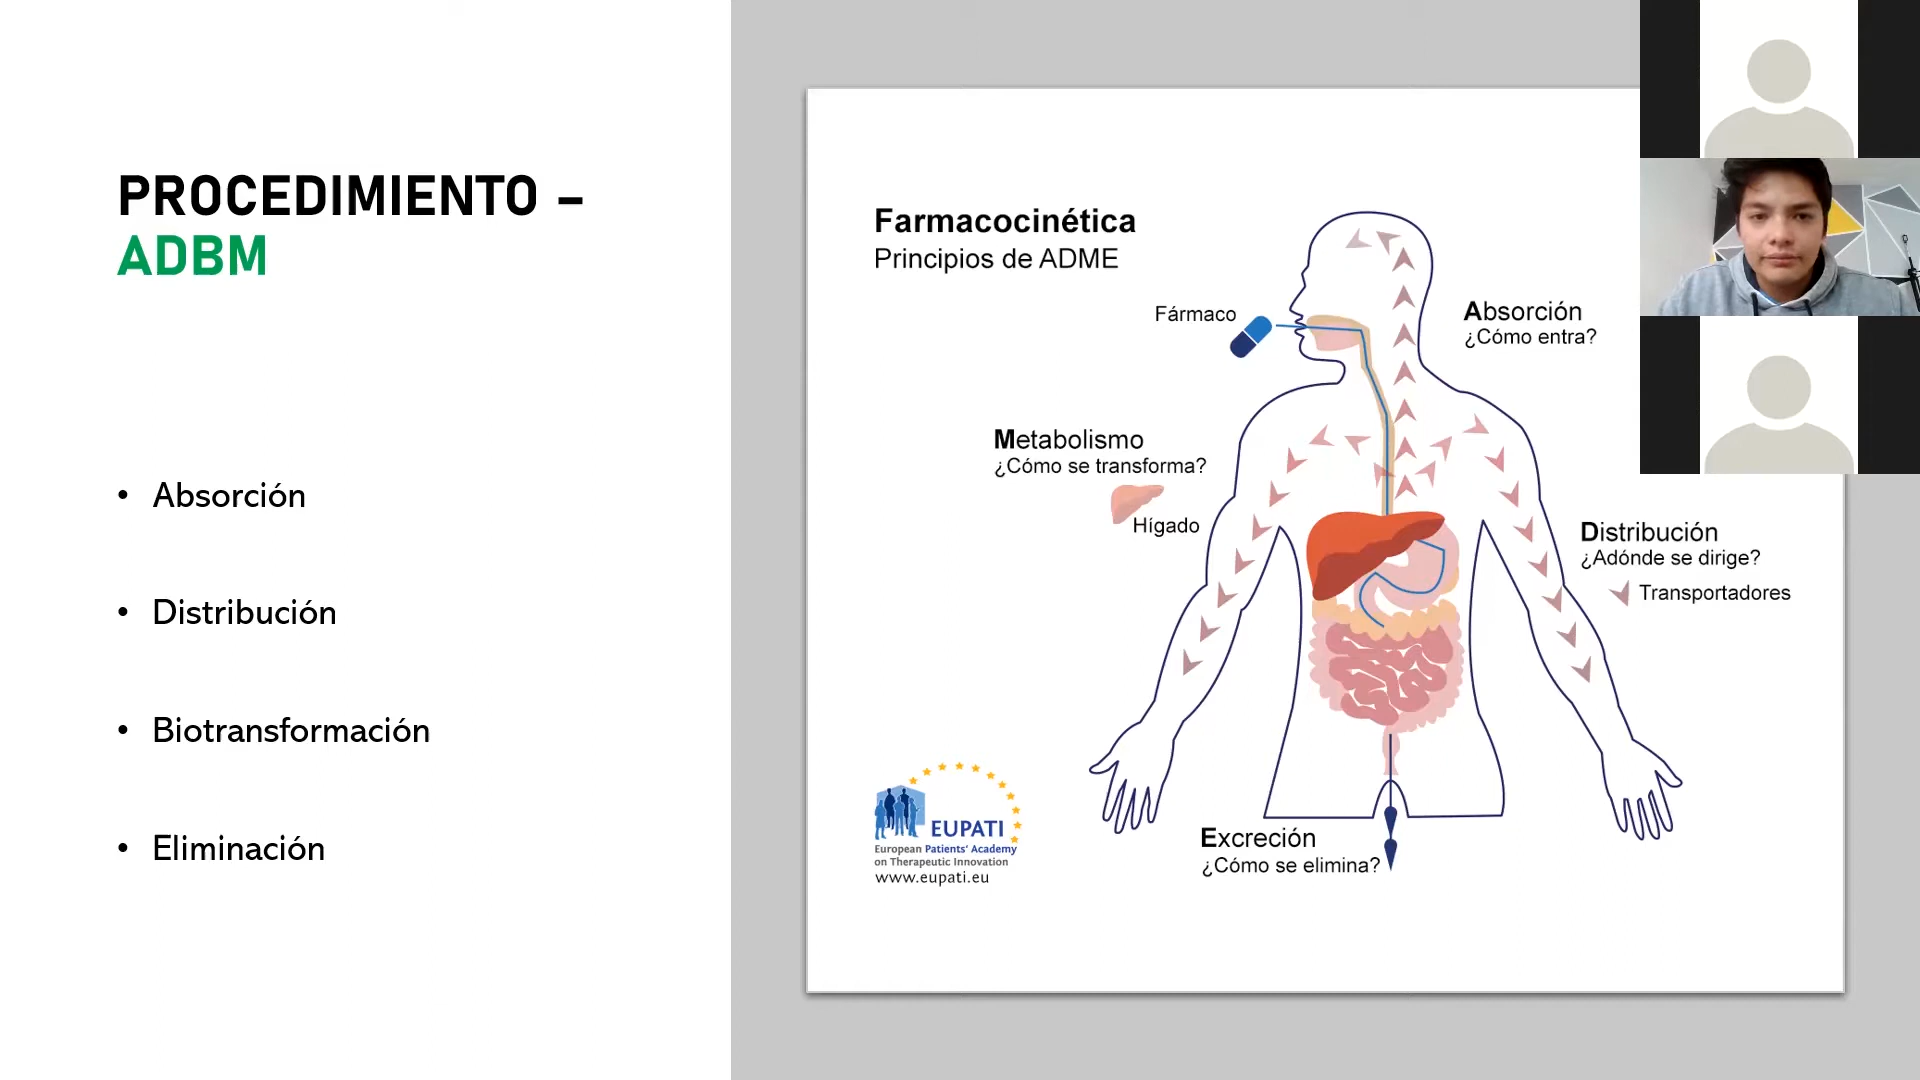 PROCEDIMIENTO –
ADBM
• Absorción
• Distribución
• Biotransformación
• Eliminación
Farmacocinética
Principios de ADME
Fármaco
Absorción
¿Cómo entra?
Metabolismo
¿Cómo se transforma?
Hígado
Distribución
¿Adónde se dirige?
Transportadores
Excreción
¿Cómo se elimina?
EUPATI
European Patients' Academy
on Therapeutic Innovation
www.eupati.eu